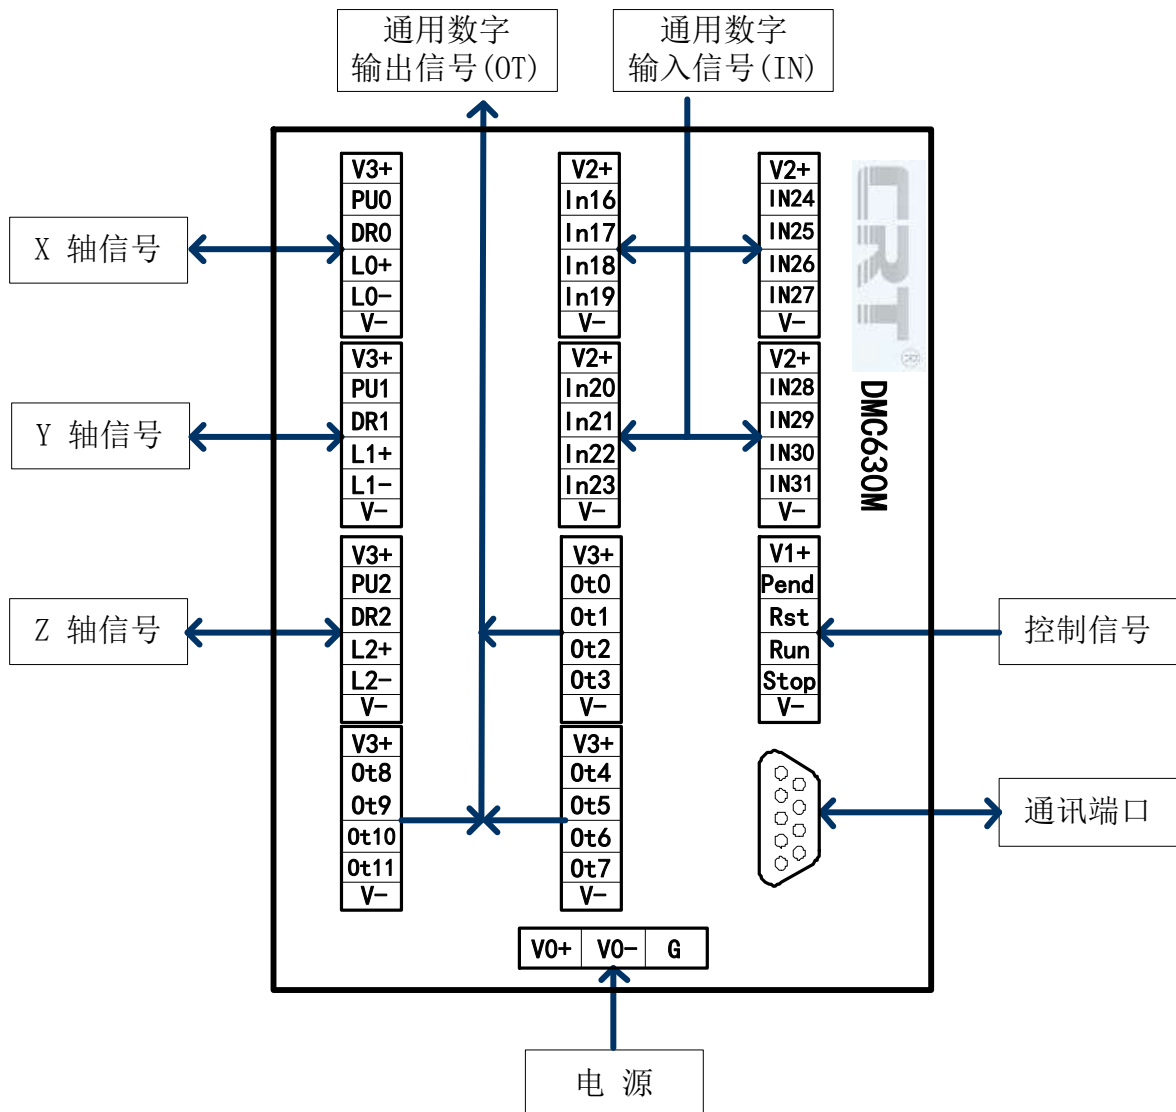 通用数字
输出信号(OT)
通用数字
输入信号(IN)
X 轴信号
Y 轴信号
Z 轴信号
V3+
PU0
DR0
L0+
L0-
V-
V3+
PU1
DR1
L1+
L1-
V-
V3+
PU2
DR2
L2+
L2-
V-
V3+
Ot8
Ot9
Ot10
Ot11
V-
V2+
In16
In17
In18
In19
V-
V2+
In20
In21
In22
In23
V-
V3+
Ot0
Ot1
Ot2
Ot3
V-
V3+
Ot4
Ot5
Ot6
Ot7
V-
V2+
IN24
IN25
IN26
IN27
V-
V2+
IN28
IN29
IN30
IN31
V-
V1+
Pend
Rst
Run
Stop
V-
CRT
DMC630M
控制信号
通讯端口
V0+ V0- G
电 源